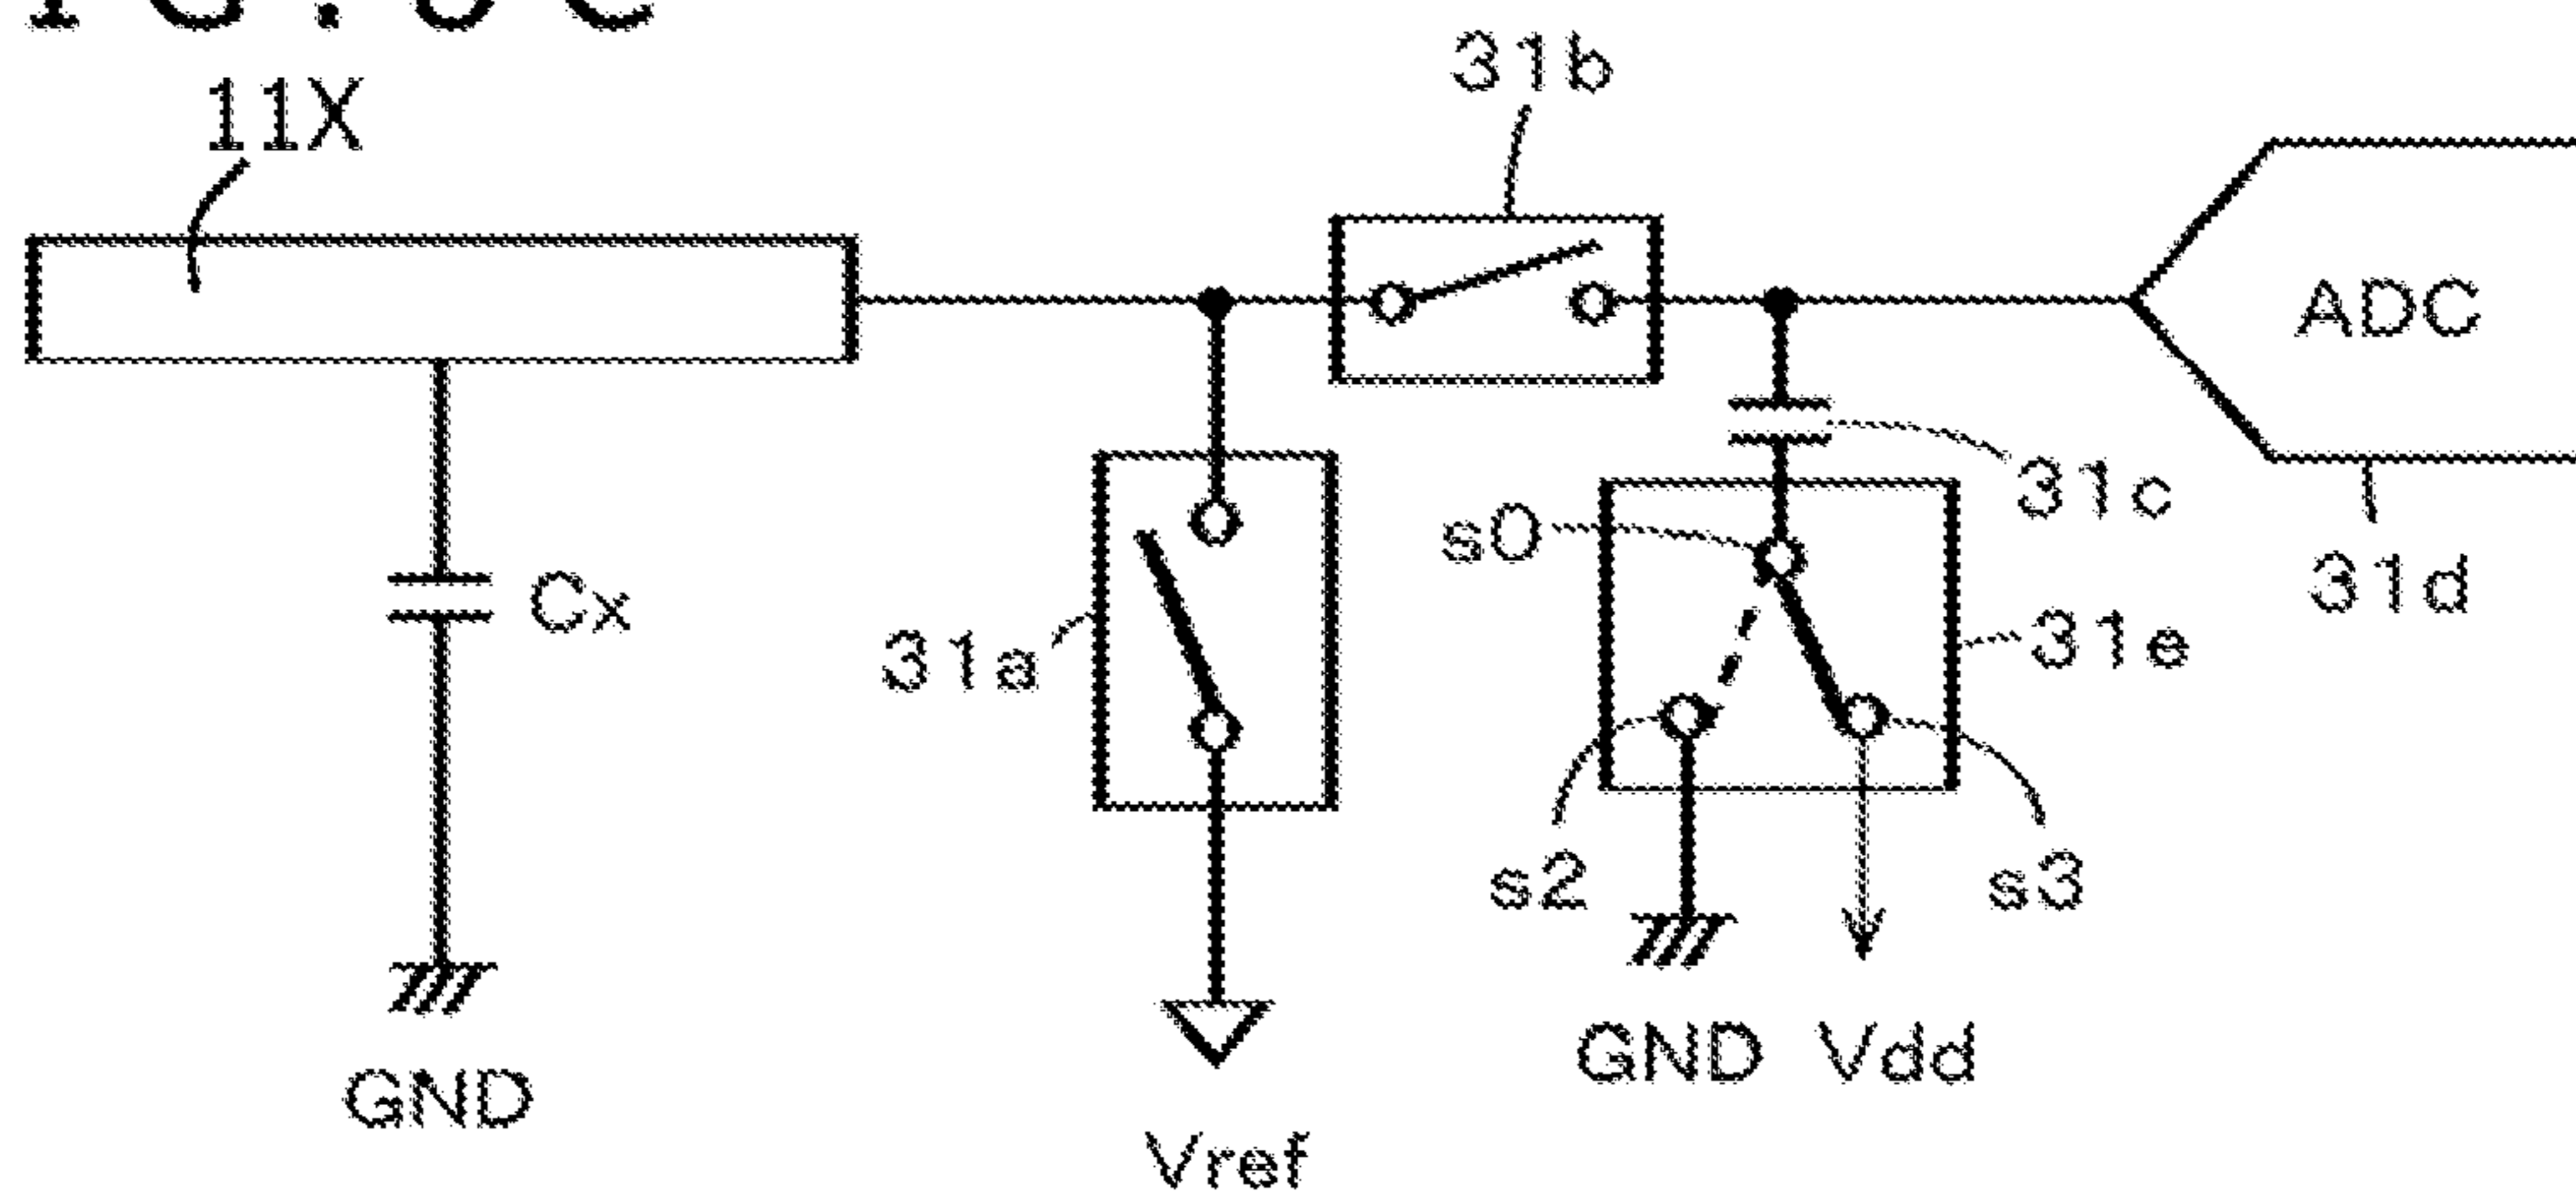 11X
31b
ADC
31c
s0
31d
Cx
31a
31e
s2
s3
GND
Vdd
GND
Vref